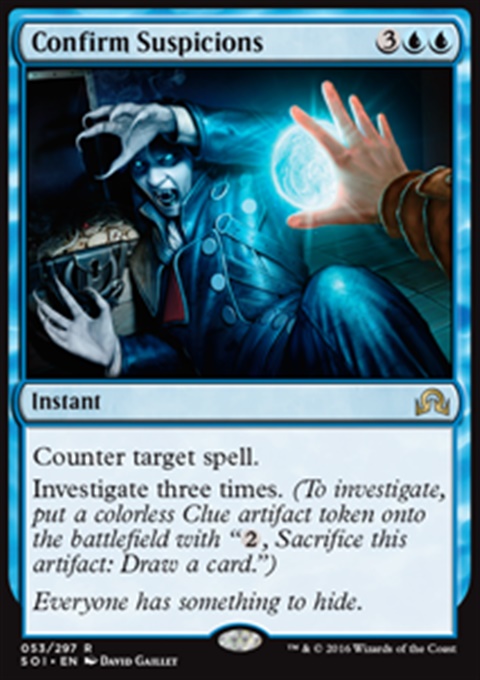 Confirm Suspicions 3
Instant
Counter target spell.
Investigate three times. (To investigate,
put a colorless Clue artifact token onto
the battlefield with “2, Sacrifice this
artifact: Draw a card.”)
Everyone has something to hide.
053/297 R
SOI • EN DAVID GAILLET
™ & © 2016 Wizards of the Coast